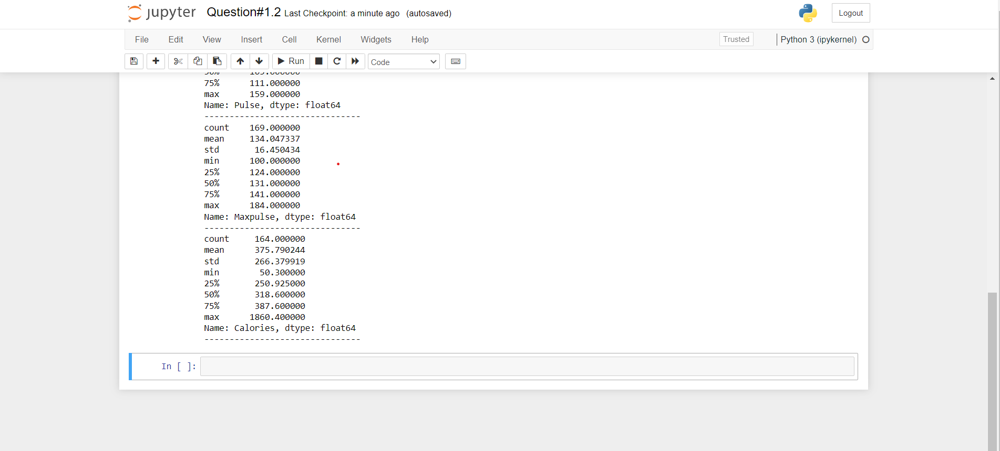 jupyter Question#1.2 Last Checkpoint: a minute ago (autosaved)
Logout
File Edit View Insert Cell Kernel Widgets Help
Trusted
Python 3 (ipykernel)
Run
Code
75% 111.000000
max 159.000000
Name: Pulse, dtype: float64
-------------------------------
count 169.000000
mean 134.047337
std 16.450434
min 100.000000
25% 124.000000
50% 131.000000
75% 141.000000
max 184.000000
Name: Maxpulse, dtype: float64
-------------------------------
count 164.000000
mean 375.790244
std 266.379919
min 50.300000
25% 250.925000
50% 318.600000
75% 387.600000
max 1860.400000
Name: Calories, dtype: float64
-------------------------------
In [ ]: